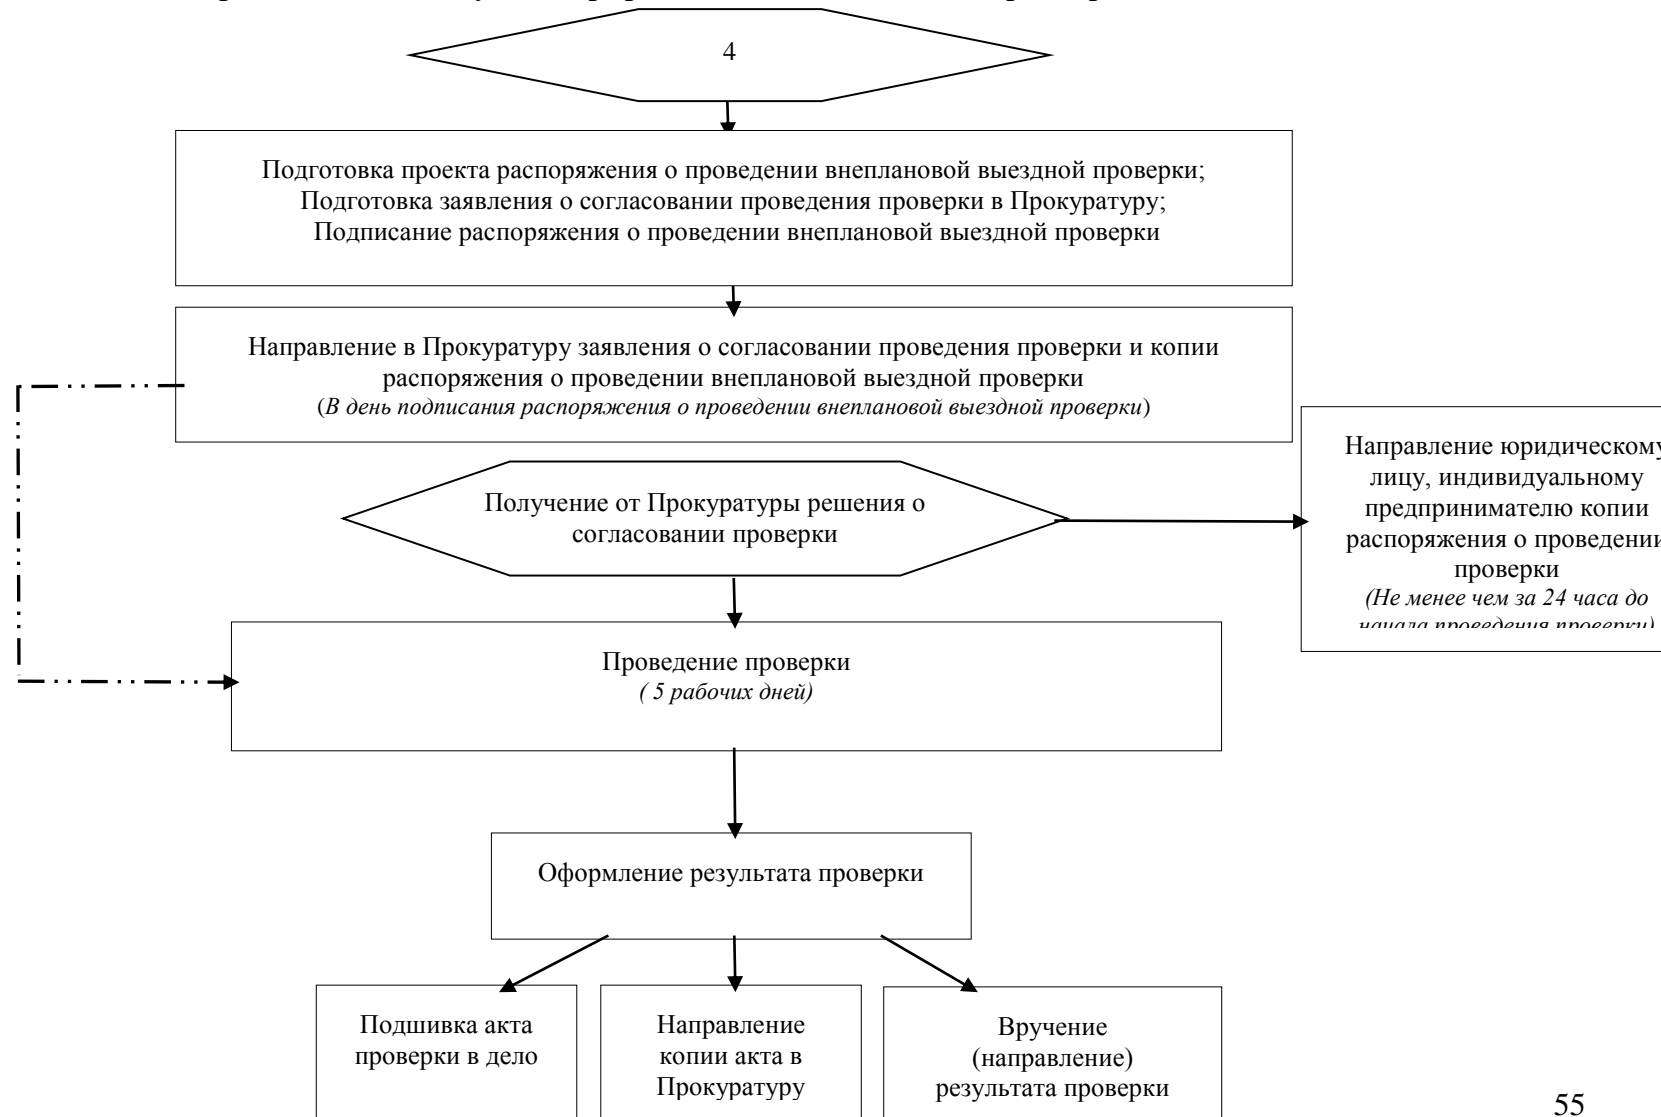 4
Подготовка проекта распоряжения о проведении внеплановой выездной проверки;
Подготовка заявления о согласовании проведения проверки в Прокуратуру;
Подписание распоряжения о проведении внеплановой выездной проверки
Направление в Прокуратуру заявления о согласовании проведения проверки и копии
распоряжения о проведении внеплановой выездной проверки
(В день подписания распоряжения о проведении внеплановой выездной проверки)
Направление юридическому
лицу, индивидуальному
предпринимателю копии
распоряжения о проведении
проверки
(Не менее чем за 24 часа до
начала проведения проверки)
Получение от Прокуратуры решения о
согласовании проверки
Проведение проверки
( 5 рабочих дней)
Оформление результата проверки
Подшивка акта
проверки в дело
Направление
копии акта в
Прокуратуру
Вручение
(направление)
результата проверки
55